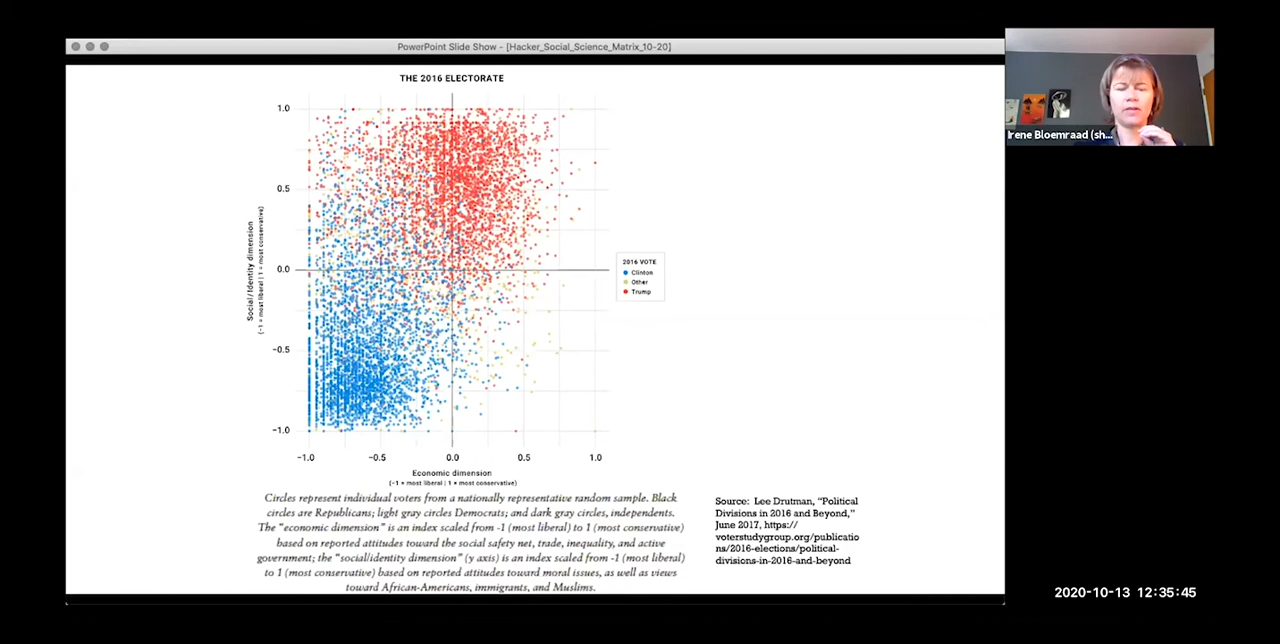 PowerPoint Slide Show - [Hacker_Social_Science_Matrix_10-20]
THE 2016 ELECTORATE
1.0
0.5
0.0
−0.5
−1.0
Social/Identity dimension
(−1 = most liberal | 1 = most conservative)
−1.0 −0.5 0.0 0.5 1.0
Economic dimension
(−1 = most liberal | 1 = most conservative)
2016 VOTE
Clinton
Other
Trump
Circles represent individual voters from a nationally representative random sample. Black
circles are Republicans; light gray circles Democrats; and dark gray circles, independents.
The “economic dimension” is an index scaled from -1 (most liberal) to 1 (most conservative)
based on reported attitudes toward the social safety net, trade, inequality, and active
government; the “social/identity dimension” (y axis) is an index scaled from -1 (most liberal)
to 1 (most conservative) based on reported attitudes toward moral issues, as well as views
toward African-Americans, immigrants, and Muslims.
Source: Lee Drutman, “Political
Divisions in 2016 and Beyond,”
June 2017, https://
voterstudygroup.org/publicatio
ns/2016-elections/political-
divisions-in-2016-and-beyond
Irene Bloemraad (sh...
2020-10-13 12:35:45